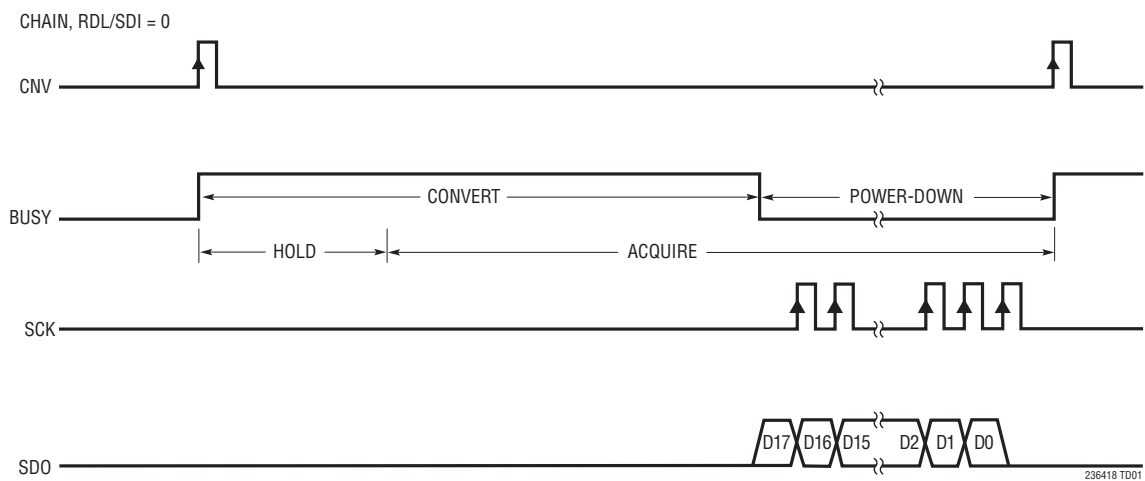 CHAIN, RDL/SDI = 0
CNV
CONVERT
POWER-DOWN
BUSY
HOLD
ACQUIRE
SCK
D17 D16 D15 D2 D1 D0
SDO
236418 TD01